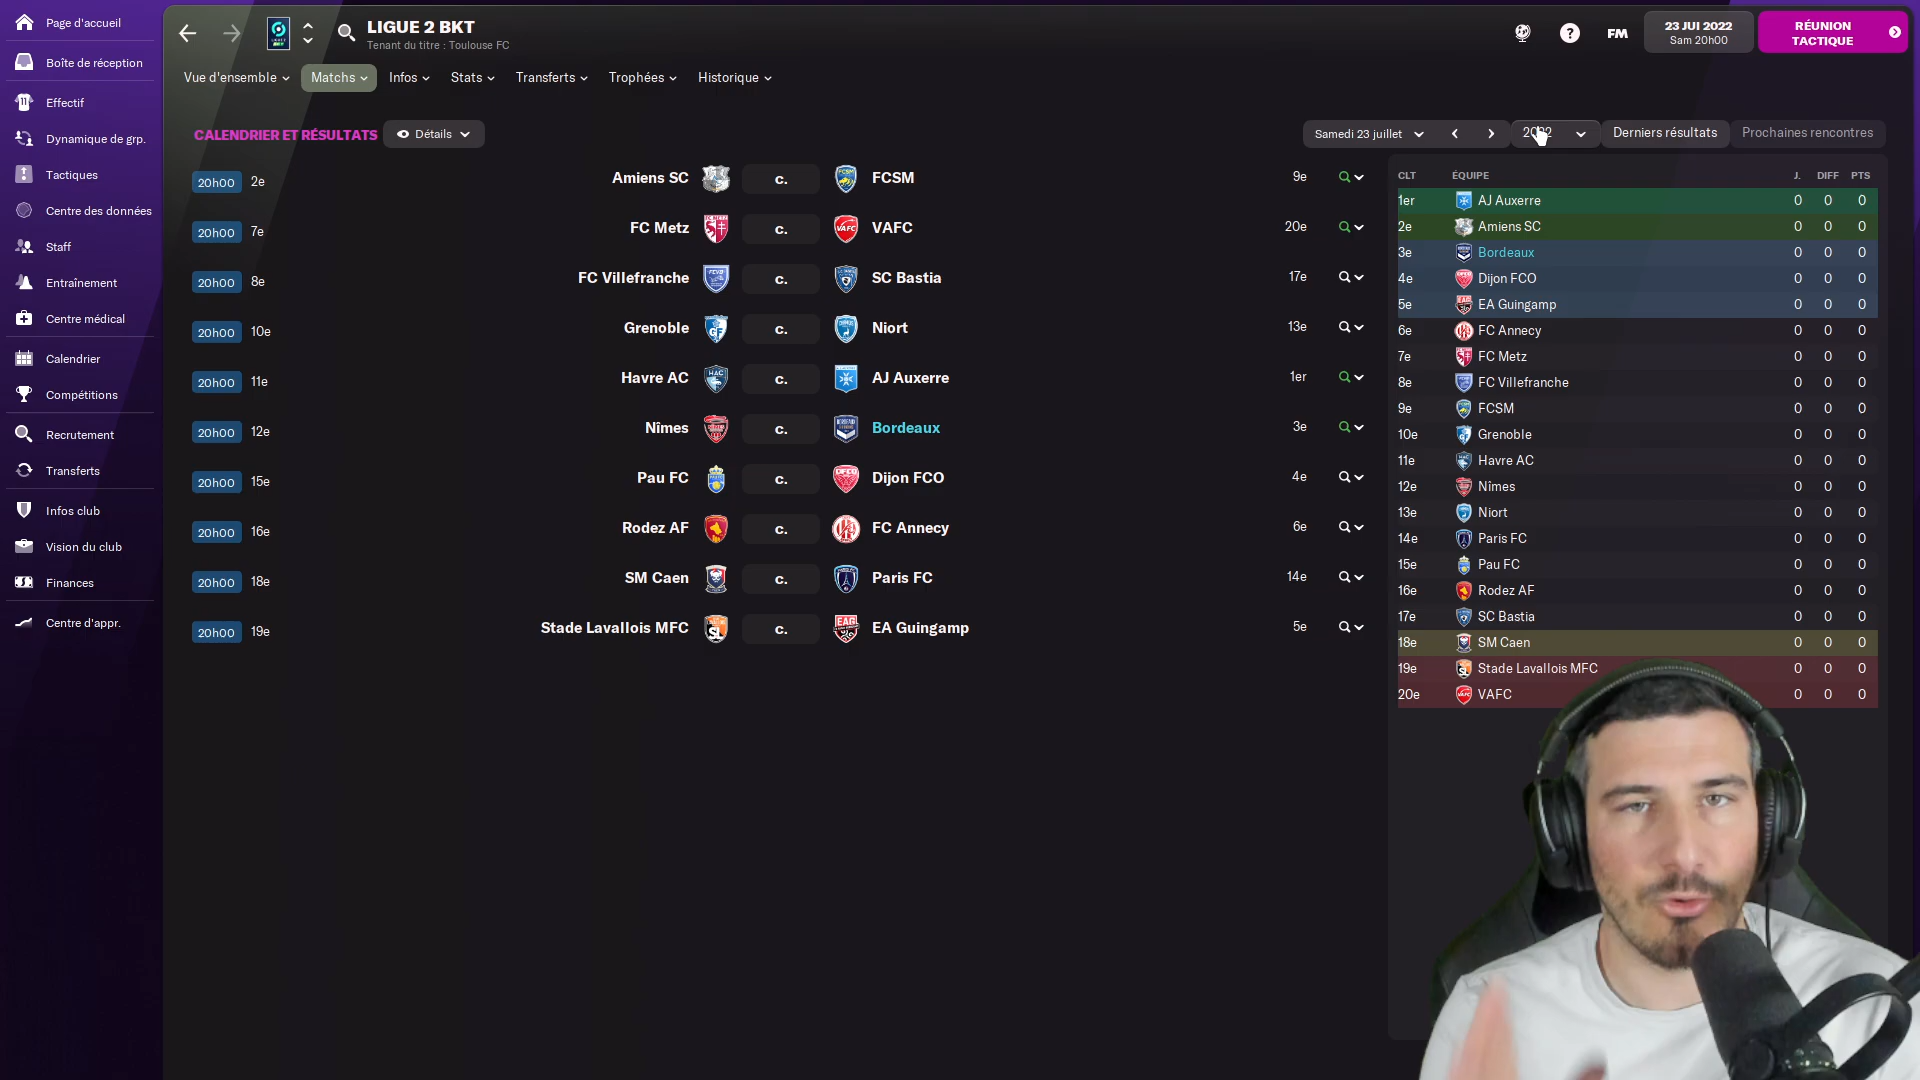 Page d'accueil
Boîte de réception
Effectif
Dynamique de grp.
Tactiques
Centre des données
Staff
Entraînement
Centre médical
Calendrier
Compétitions
Recrutement
Transferts
Infos club
Vision du club
Finances
Centre d'appr.
LIGUE 2 BKT
Tenant du titre : Toulouse FC
FM
23 JUI 2022
Sam 20h00
RÉUNION
TACTIQUE
Vue d'ensemble Matchs Infos Stats Transferts Trophées Historique
CALENDRIER ET RÉSULTATS Détails
Samedi 23 juillet Derniers résultats Prochaines rencontres
20h00 2e Amiens SC c. FCSM 9e
20h00 7e FC Metz c. VAFC 20e
20h00 8e FC Villefranche c. SC Bastia 17e
20h00 10e Grenoble c. Niort 13e
20h00 11e Havre AC c. AJ Auxerre 1er
20h00 12e Nîmes c. Bordeaux 3e
20h00 15e Pau FC c. Dijon FCO 4e
20h00 16e Rodez AF c. FC Annecy 6e
20h00 18e SM Caen c. Paris FC 14e
20h00 19e Stade Lavallois MFC c. EA Guingamp 5e
CLT ÉQUIPE J. DIFF PTS
1er AJ Auxerre 0 0 0
2e Amiens SC 0 0 0
3e Bordeaux 0 0 0
4e Dijon FCO 0 0 0
5e EA Guingamp 0 0 0
6e FC Annecy 0 0 0
7e FC Metz 0 0 0
8e FC Villefranche 0 0 0
9e FCSM 0 0 0
10e Grenoble 0 0 0
11e Havre AC 0 0 0
12e Nîmes 0 0 0
13e Niort 0 0 0
14e Paris FC 0 0 0
15e Pau FC 0 0 0
16e Rodez AF 0 0 0
17e SC Bastia 0 0 0
18e SM Caen 0 0 0
19e Stade Lavallois MFC 0 0 0
20e VAFC 0 0 0